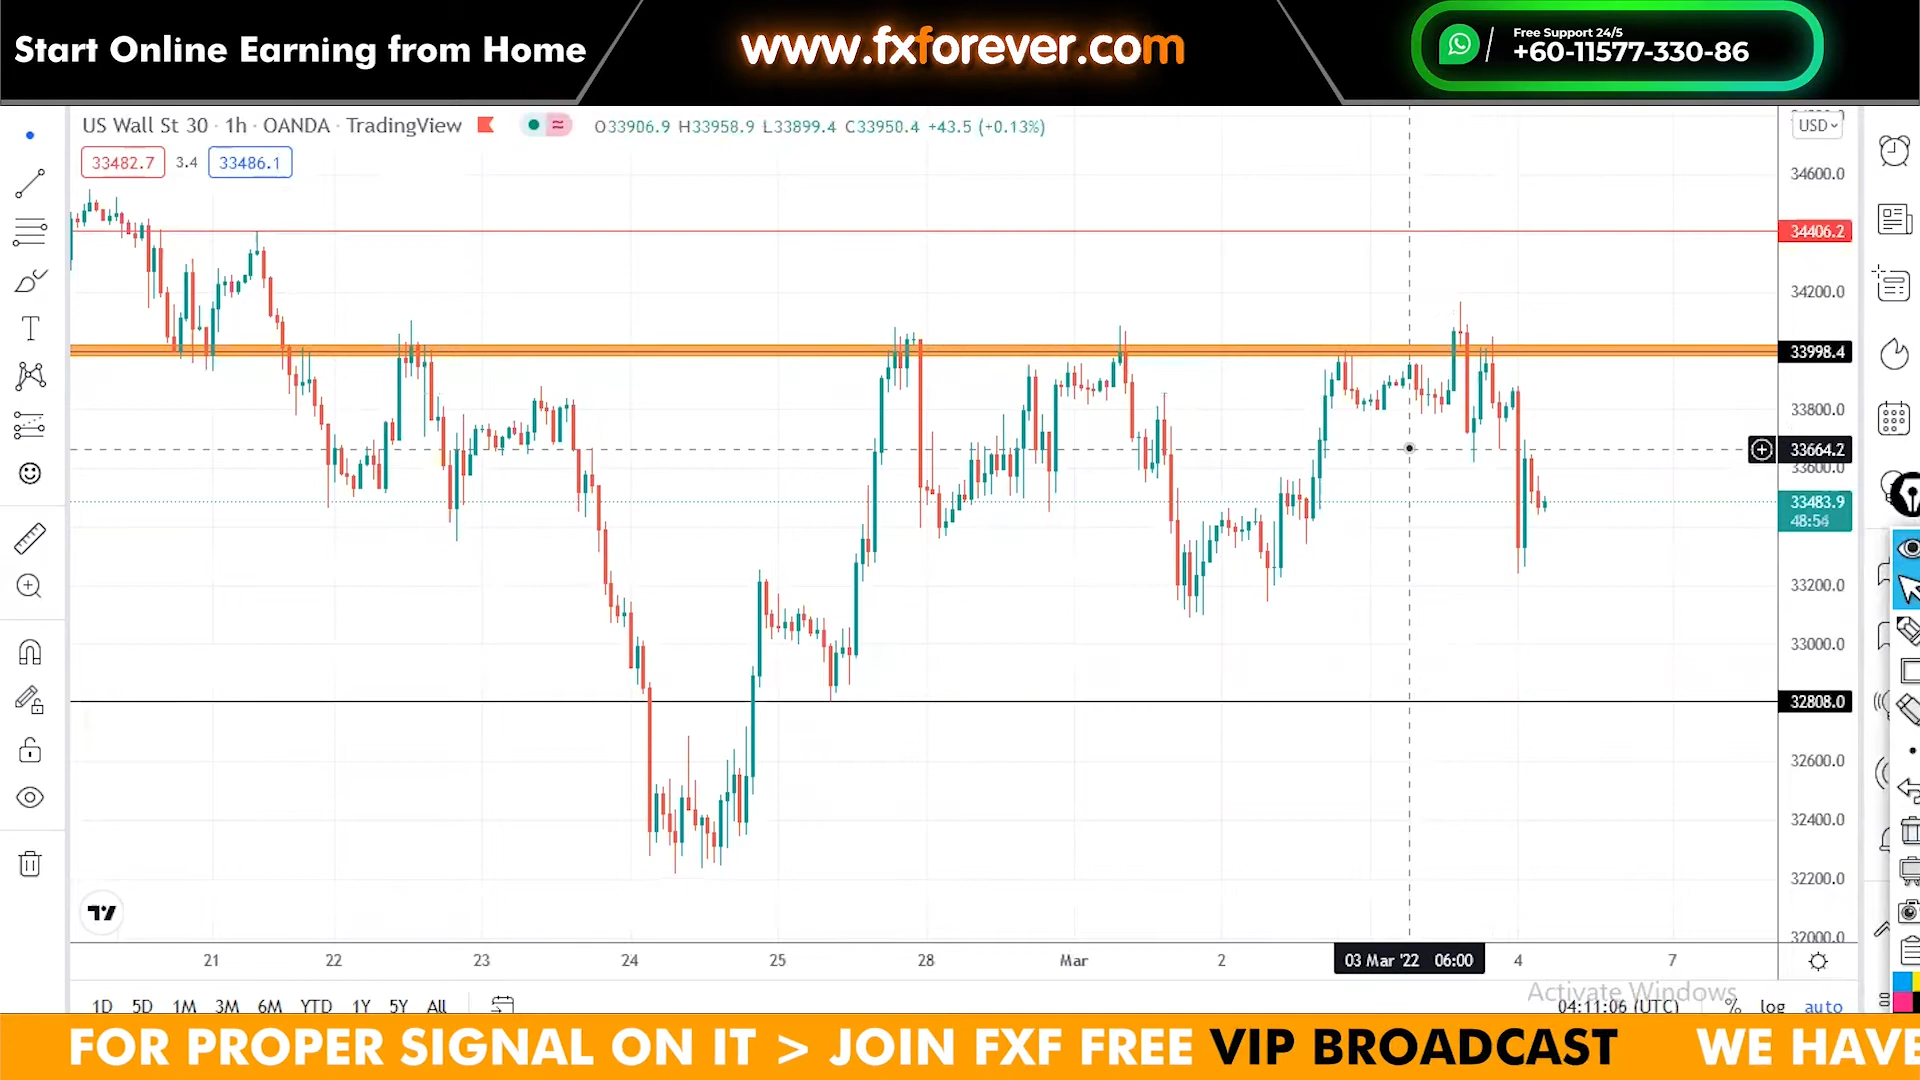 Start Online Earning from Home
www.fxforever.com
Free Support 24/5
+60-11577-330-86
US Wall St 30 · 1h · OANDA · TradingView
O33906.9 H33958.9 L33899.4 C33950.4 +43.5 (+0.13%)
USD
33482.7 3.4 33486.1
34600.0
34406.2
34200.0
33998.4
33800.0
33664.2
33600.0
33483.9
48:54
33200.0
33000.0
32808.0
32600.0
32400.0
32200.0
32000.0
21 22 23 24 25 28 Mar 2 03 Mar '22 06:00 4 7
Activate Windows
1D 5D 1M 3M 6M YTD 1Y 5Y All
04:11:06 (UTC) % log auto
FOR PROPER SIGNAL ON IT > JOIN FXF FREE VIP BROADCAST WE HAVE